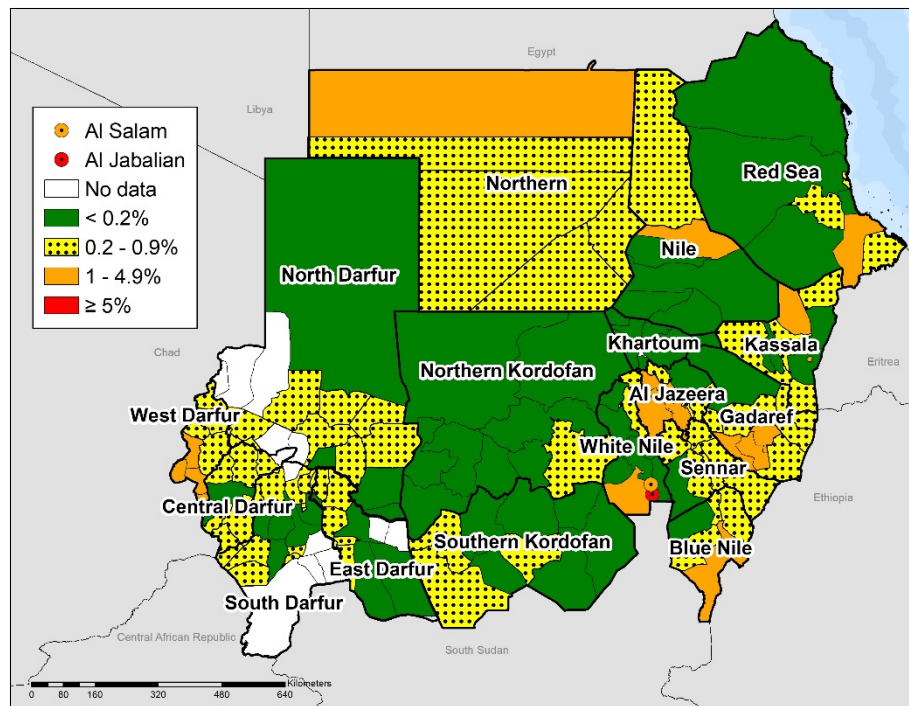 Egypt
Libya
Al Salam
Al Jabalian
No data
< 0.2%
0.2 - 0.9%
1 - 4.9%
≥ 5%
Red Sea
Northern
Nile
North Darfur
Khartoum
Kassala
Chad
Eritrea
Northern Kordofan
Al Jazeera
West Darfur
Gadaref
White Nile
Sennar
Ethiopia
Central Darfur
Southern Kordofan
Blue Nile
East Darfur
South Darfur
Central African Republic
South Sudan
Kilometers
0 80 160 320 480 640